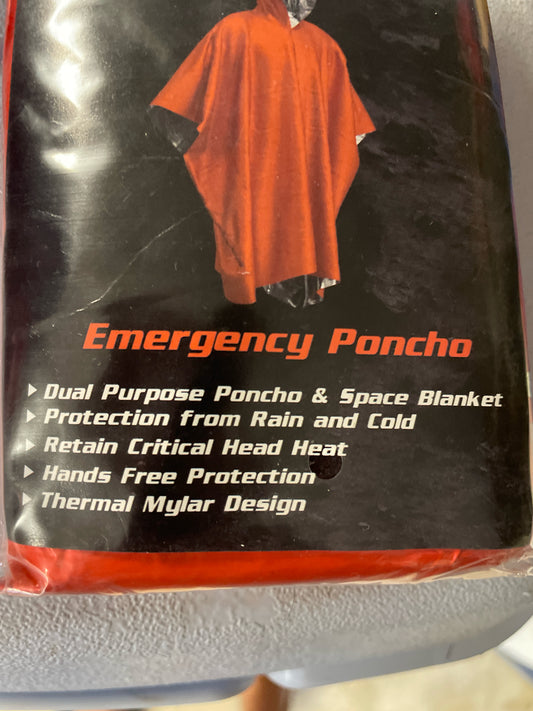 Emergency Poncho
Dual Purpose Poncho & Space Blanket
Protection from Rain and Cold
Retain Critical Head Heat
Hands Free Protection
Thermal Mylar Design